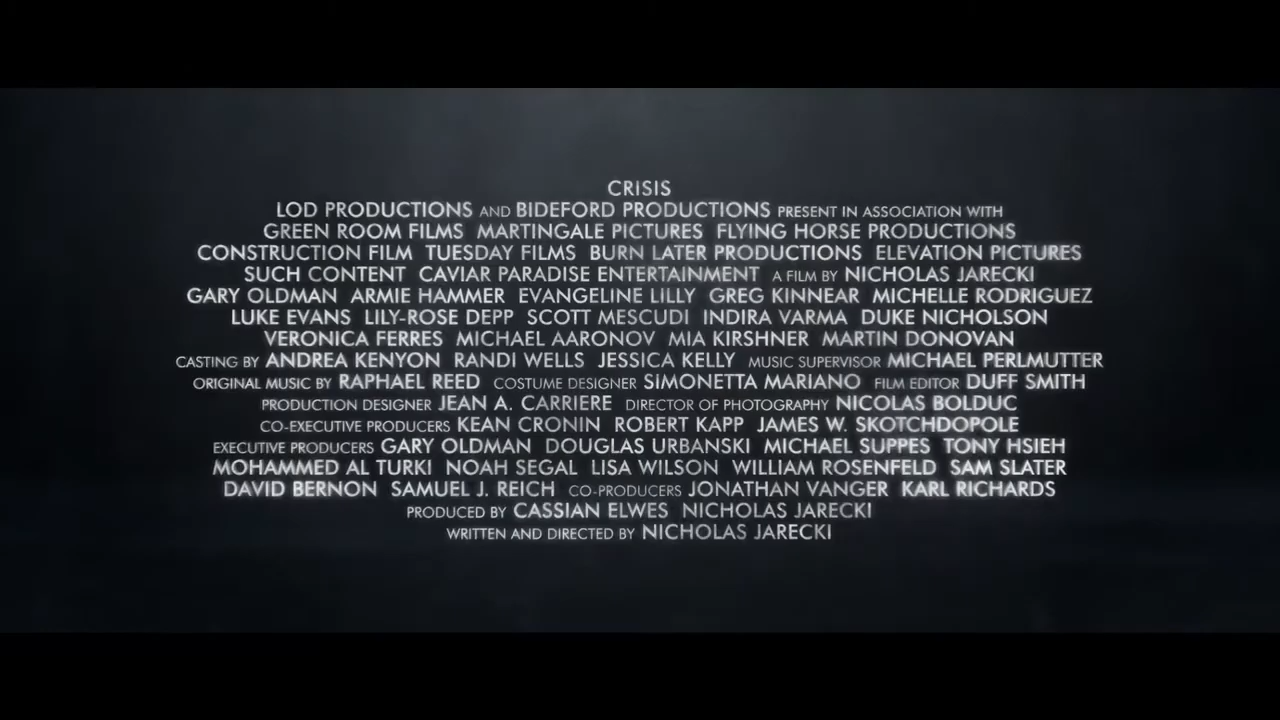 CRISIS
LOD PRODUCTIONS AND BIDEFORD PRODUCTIONS PRESENT IN ASSOCIATION WITH
GREEN ROOM FILMS MARTINGALE PICTURES FLYING HORSE PRODUCTIONS
CONSTRUCTION FILM TUESDAY FILMS BURN LATER PRODUCTIONS ELEVATION PICTURES
SUCH CONTENT CAVIAR PARADISE ENTERTAINMENT A FILM BY NICHOLAS JARECKI
GARY OLDMAN ARMIE HAMMER EVANGELINE LILLY GREG KINNEAR MICHELLE RODRIGUEZ
LUKE EVANS LILY-ROSE DEPP SCOTT MESCUDI INDIRA VARMA DUKE NICHOLSON
VERONICA FERRES MICHAEL AARONOV MIA KIRSHNER MARTIN DONOVAN
CASTING BY ANDREA KENYON RANDI WELLS JESSICA KELLY MUSIC SUPERVISOR MICHAEL PERLMUTTER
ORIGINAL MUSIC BY RAPHAEL REED COSTUME DESIGNER SIMONETTA MARIANO FILM EDITOR DUFF SMITH
PRODUCTION DESIGNER JEAN A. CARRIERE DIRECTOR OF PHOTOGRAPHY NICOLAS BOLDUC
CO-EXECUTIVE PRODUCERS KEAN CRONIN ROBERT KAPP JAMES W. SKOTCHDOPOLE
EXECUTIVE PRODUCERS GARY OLDMAN DOUGLAS URBANSKI MICHAEL SUPPES TONY HSIEH
MOHAMMED AL TURKI NOAH SEGAL LISA WILSON WILLIAM ROSENFELD SAM SLATER
DAVID BERNON SAMUEL J. REICH CO-PRODUCERS JONATHAN VANGER KARL RICHARDS
PRODUCED BY CASSIAN ELWES NICHOLAS JARECKI
WRITTEN AND DIRECTED BY NICHOLAS JARECKI